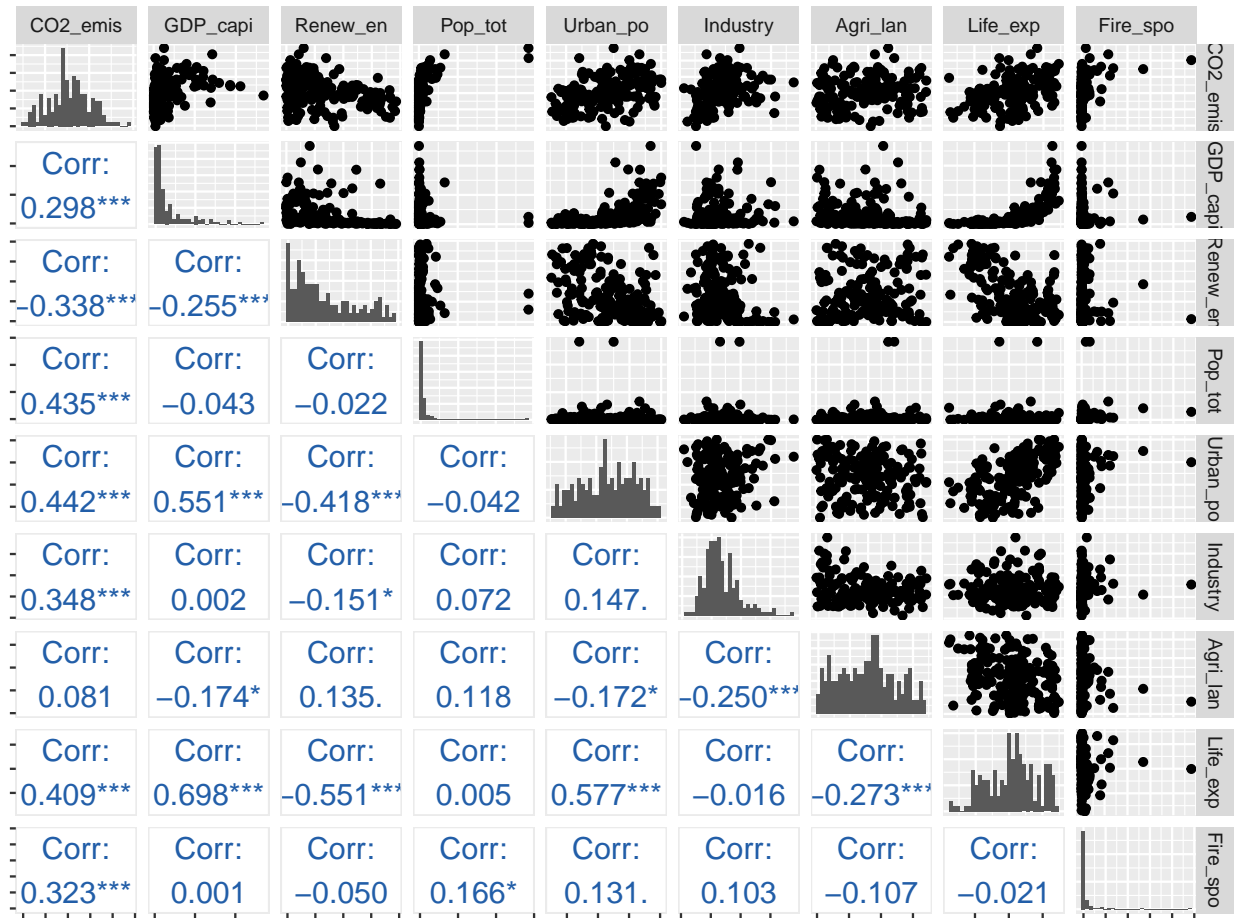 CO2_emis GDP_capi Renew_en Pop_tot Urban_po Industry Agri_lan Life_exp Fire_spo
CO2_emis
Corr:
0.298***
GDP_capi
Corr: Corr:
−0.338*** −0.255***
Renew_en
Corr: Corr: Corr:
0.435*** −0.043 −0.022
Pop_tot
Corr: Corr: Corr: Corr:
0.442*** 0.551*** −0.418*** −0.042
Urban_po
Corr: Corr: Corr: Corr: Corr:
0.348*** 0.002 −0.151* 0.072 0.147.
Industry
Corr: Corr: Corr: Corr: Corr: Corr:
0.081 −0.174* 0.135. 0.118 −0.172* −0.250***
Agri_lan
Corr: Corr: Corr: Corr: Corr: Corr: Corr:
0.409*** 0.698*** −0.551*** 0.005 0.577*** −0.016 −0.273***
Life_exp
Corr: Corr: Corr: Corr: Corr: Corr: Corr: Corr:
0.323*** 0.001 −0.050 0.166* 0.131. 0.103 −0.107 −0.021
Fire_spo